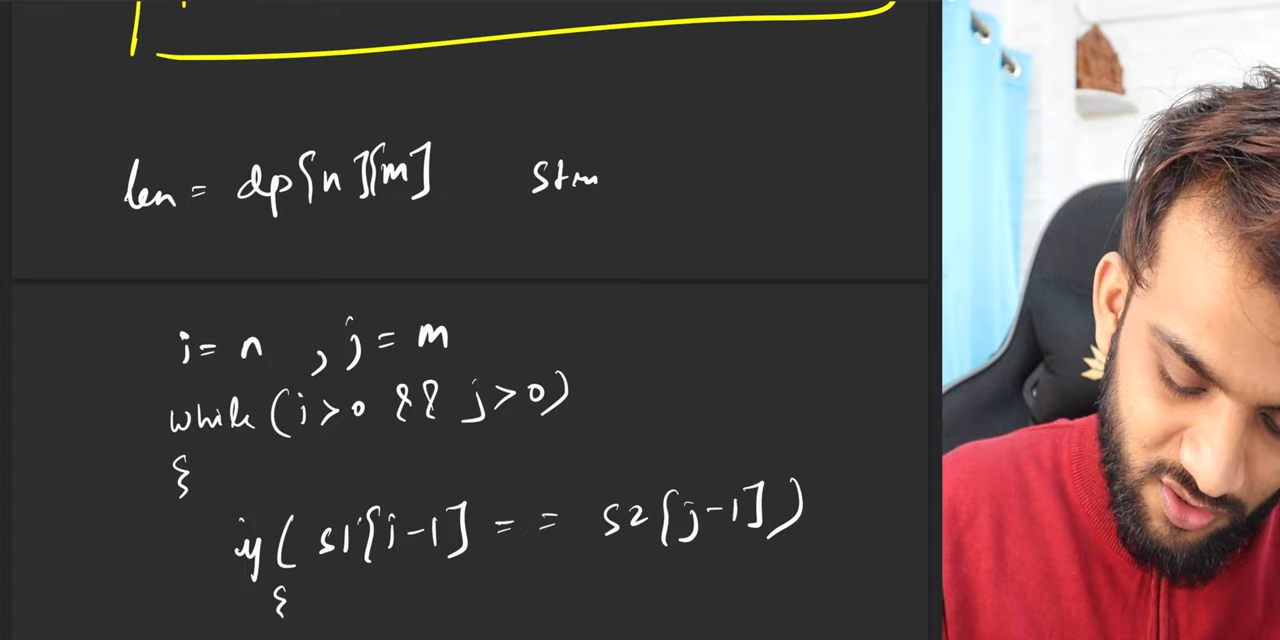 len = dp[n][m] Str
i = n , j = m
while (i > 0 && j > 0)
{
if ( s1[i-1] == s2[j-1] )
{